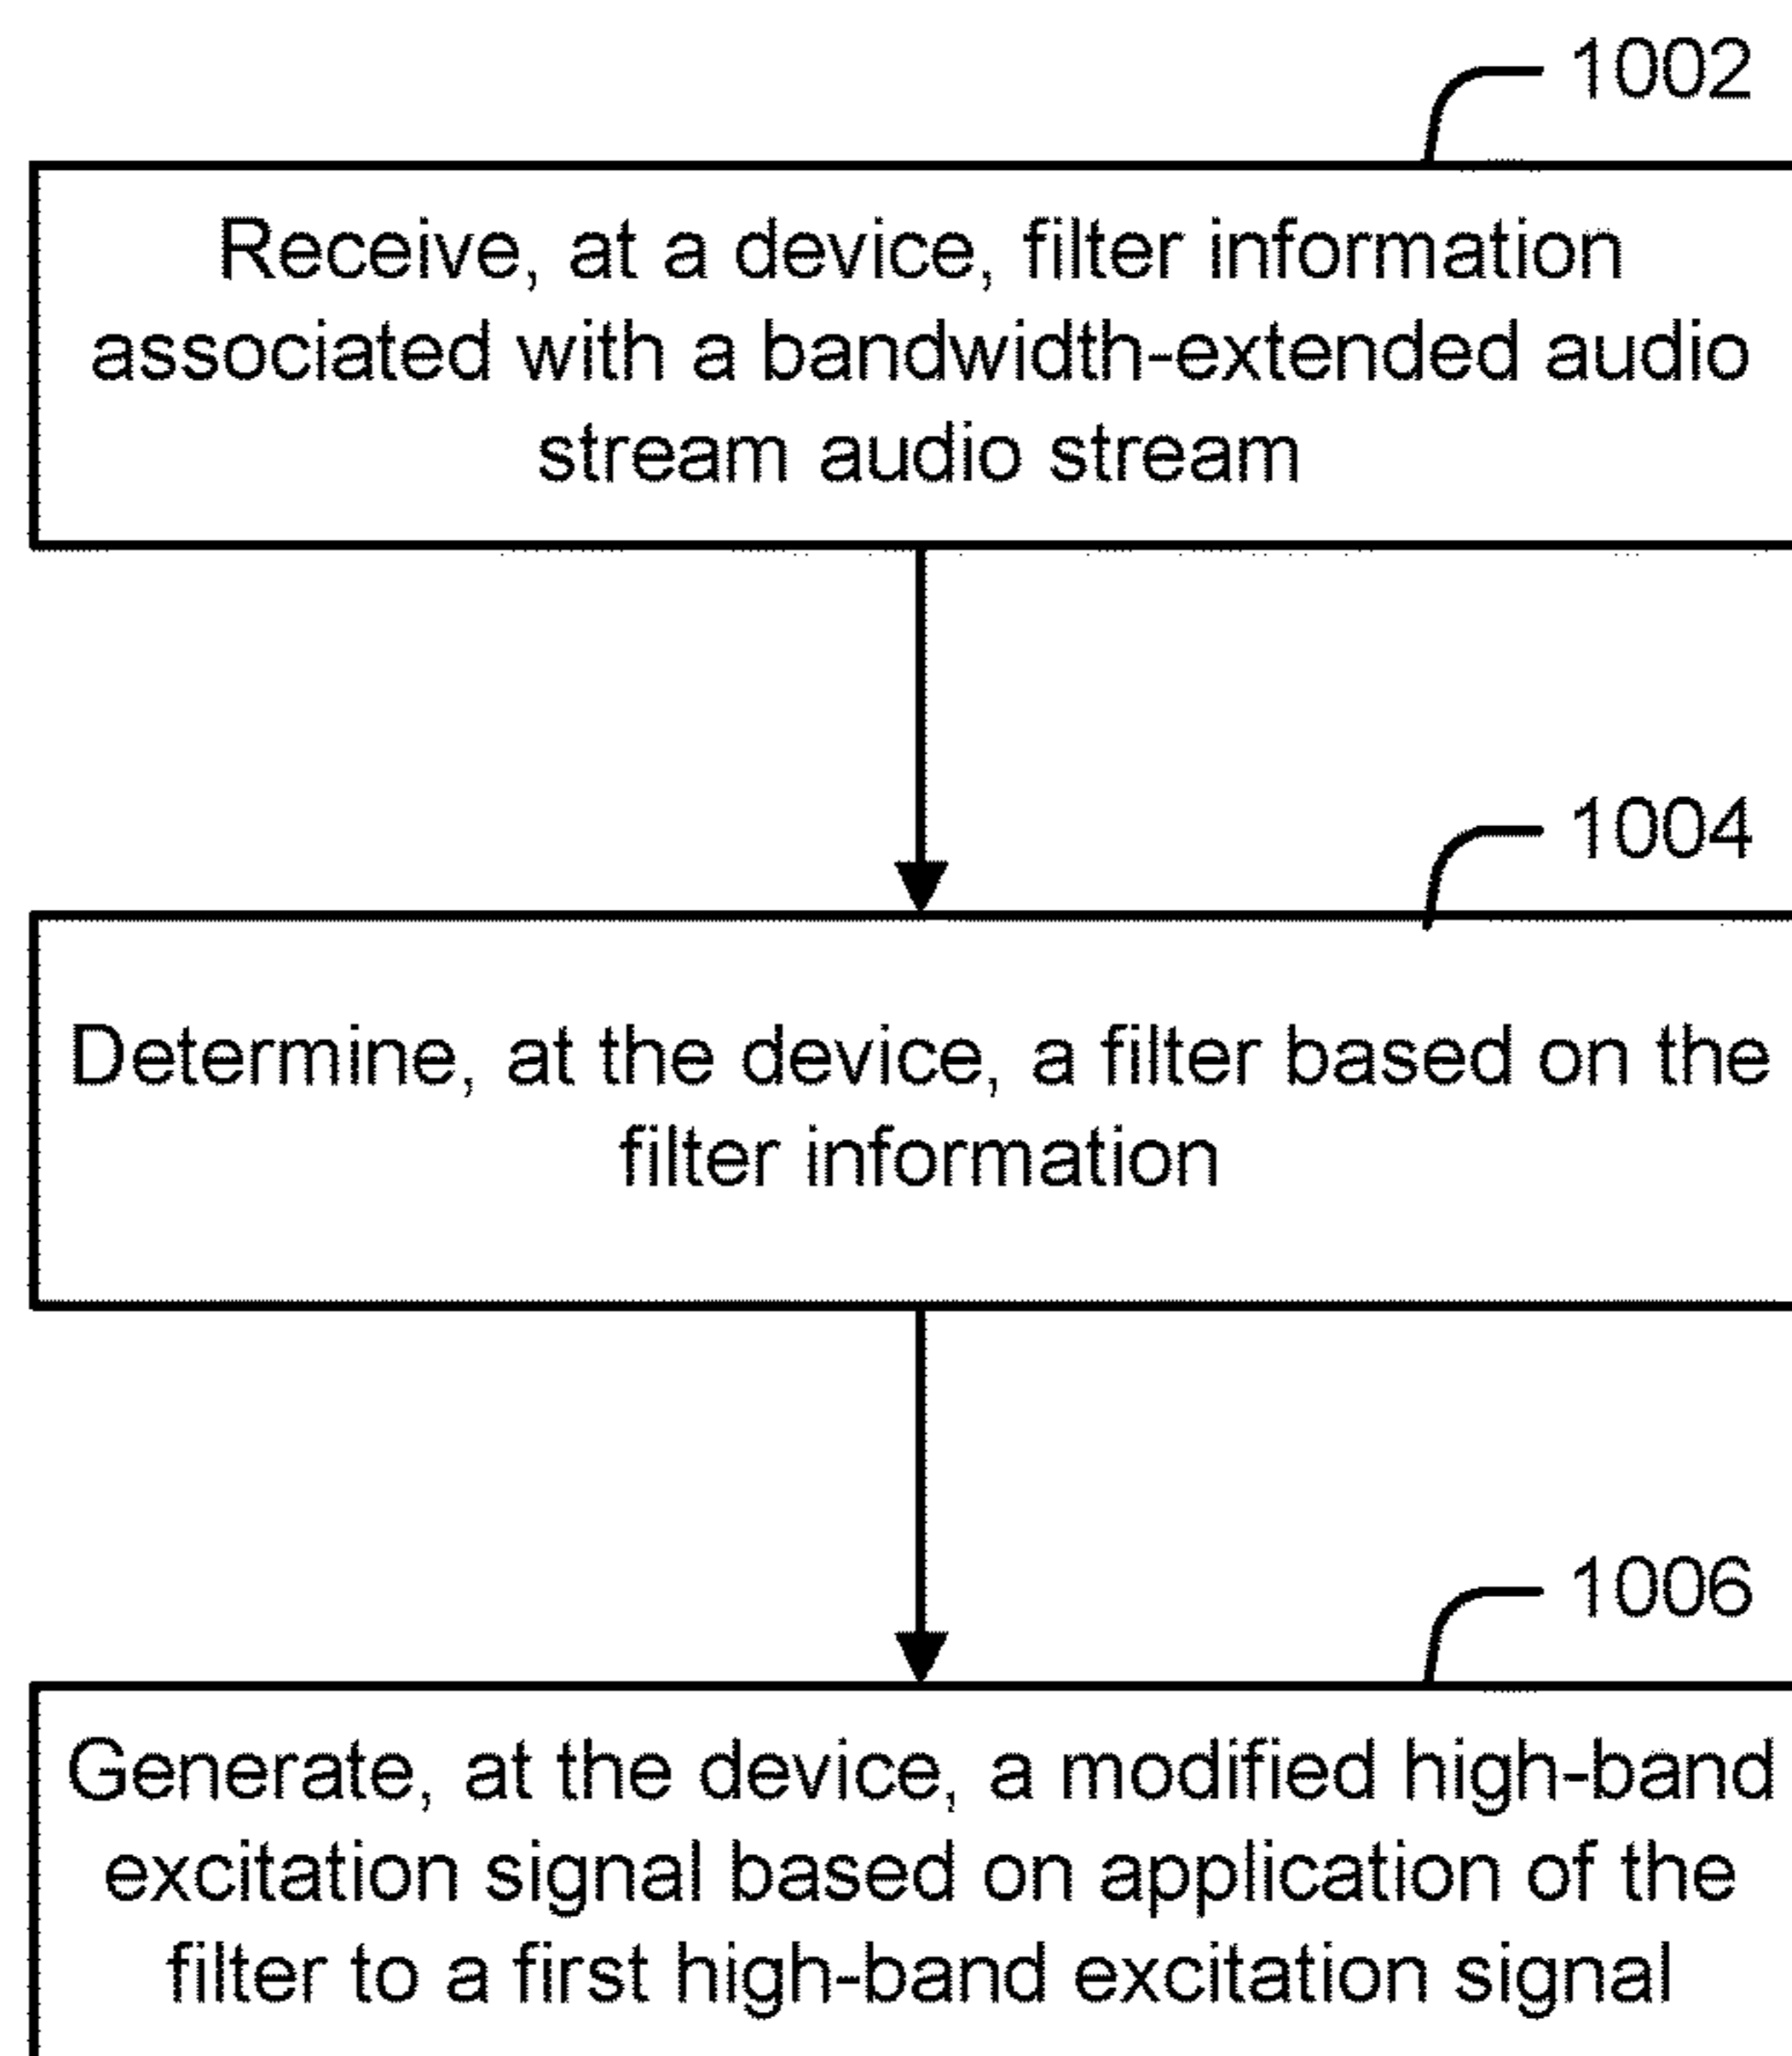 1002
Receive, at a device, filter information
associated with a bandwidth-extended audio
stream audio stream
1004
Determine, at the device, a filter based on the
filter information
1006
Generate, at the device, a modified high-band
excitation signal based on application of the
filter to a first high-band excitation signal